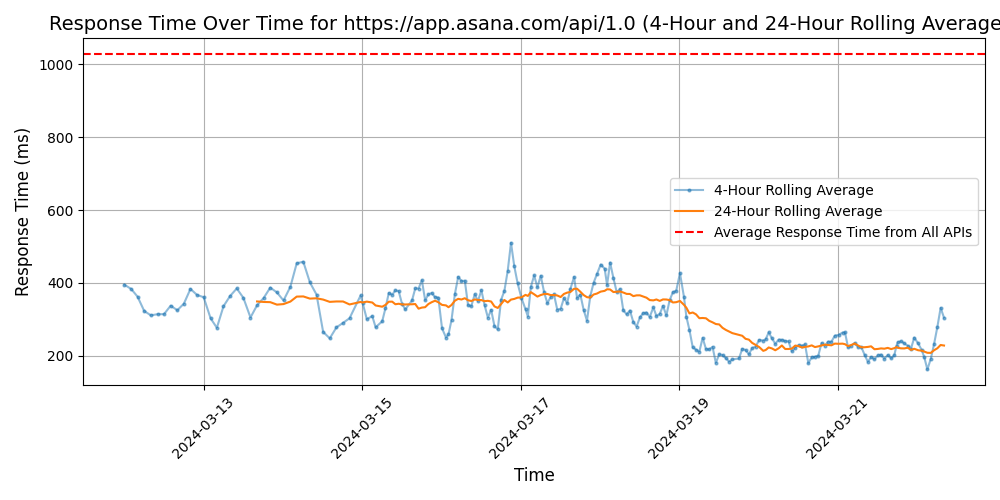 Response Time Over Time for https://app.asana.com/api/1.0 (4-Hour and 24-Hour Rolling Average
Response Time (ms)
1000
800
600
400
200
4-Hour Rolling Average
24-Hour Rolling Average
Average Response Time from All APIs
2024-03-13
2024-03-15
2024-03-17
2024-03-19
2024-03-21
Time